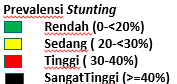 Prevalensi Stunting
Rendah (0-<20%)
Sedang ( 20-<30%)
Tinggi ( 30-40%)
SangatTinggi (>=40%)